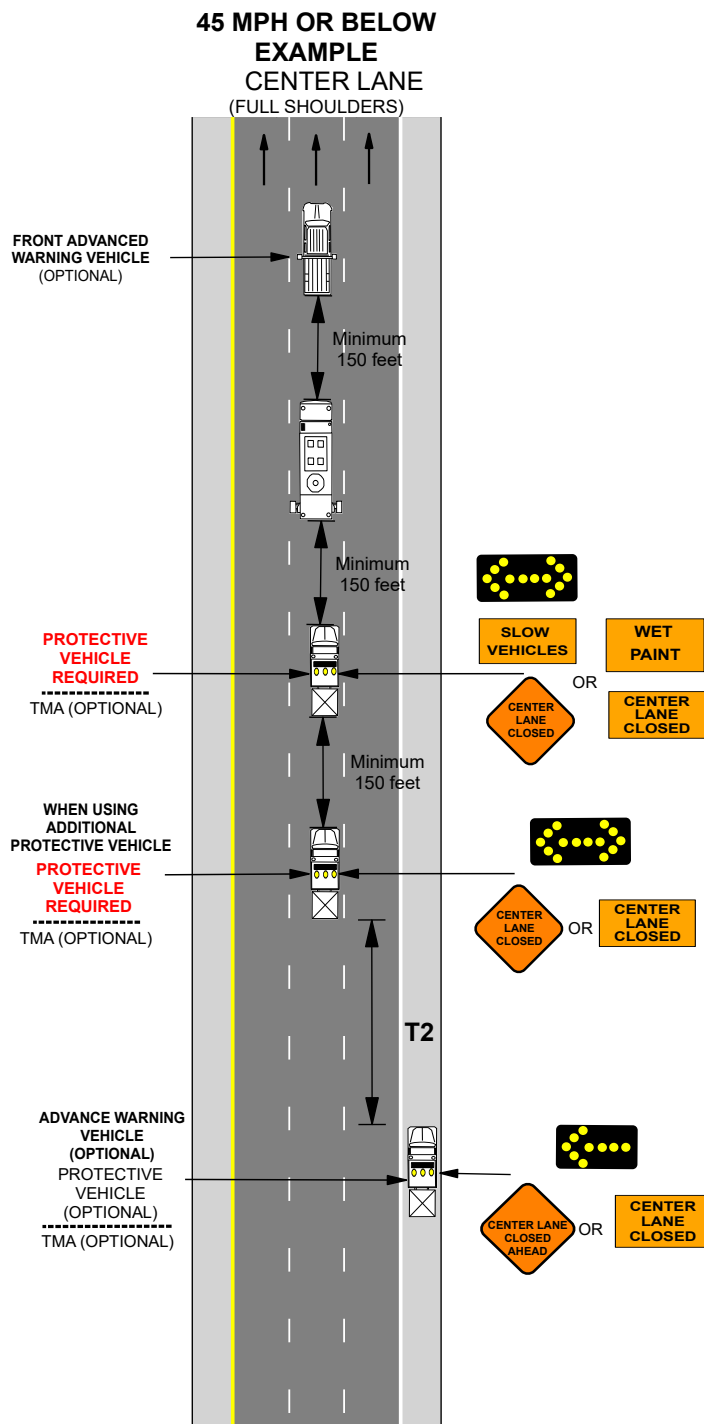 45 MPH OR BELOW
EXAMPLE
CENTER LANE
(FULL SHOULDERS)
FRONT ADVANCED
WARNING VEHICLE
(OPTIONAL)
Minimum
150 feet
Minimum
150 feet
PROTECTIVE
VEHICLE
REQUIRED
TMA (OPTIONAL)
SLOW
VEHICLES
WET
PAINT
OR
CENTER
LANE
CLOSED
CENTER
LANE
CLOSED
Minimum
150 feet
WHEN USING
ADDITIONAL
PROTECTIVE VEHICLE
PROTECTIVE
VEHICLE
REQUIRED
TMA (OPTIONAL)
CENTER
LANE
CLOSED
OR
CENTER
LANE
CLOSED
T2
ADVANCE WARNING
VEHICLE
(OPTIONAL)
PROTECTIVE
VEHICLE
(OPTIONAL)
TMA (OPTIONAL)
CENTER LANE
CLOSED
AHEAD
OR
CENTER
LANE
CLOSED